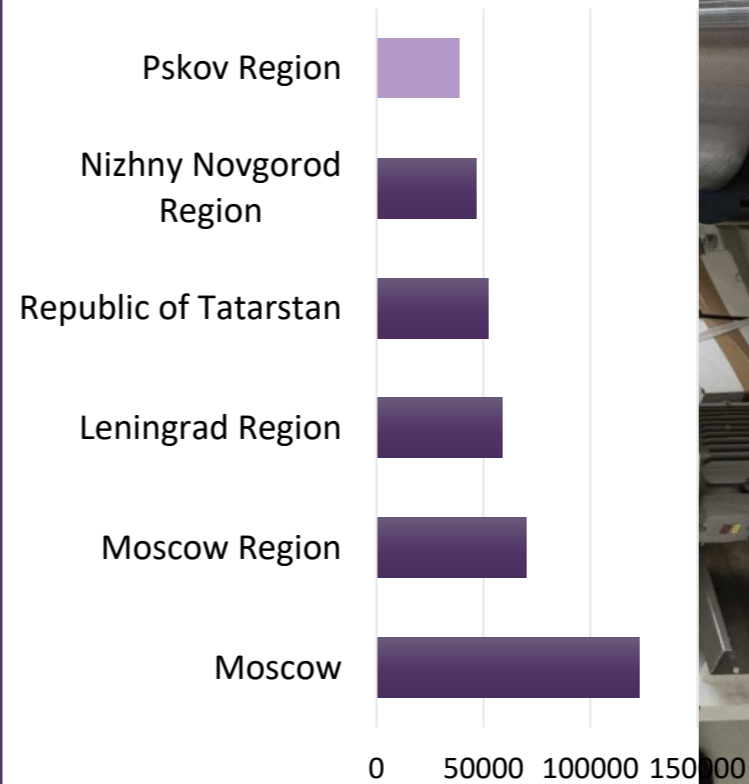 Pskov Region
Nizhny Novgorod
Region
Republic of Tatarstan
Leningrad Region
Moscow Region
Moscow
0 50000 100000 150000